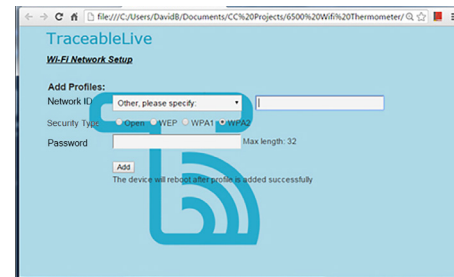 file:///C:/Users/DavidB/Documents/CC%20Projects/6500%20Wifi%20Thermometer/
TraceableLive
Wi-Fi Network Setup
Add Profiles:
Network ID Other, please specify:
Security Type Open WEP WPA1 WPA2
Password Max length: 32
Add
The device will reboot after profile is added successfully